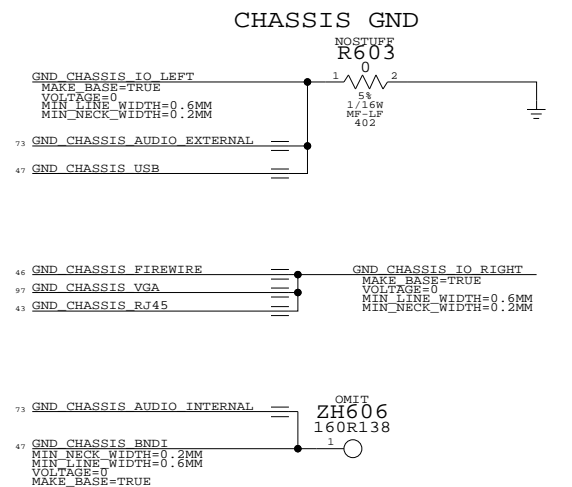 CHASSIS GND
NOSTUFF
R603
0
GND_CHASSIS_IO_LEFT
1 2
MAKE_BASE=TRUE
VOLTAGE=0
MIN_LINE_WIDTH=0.6MM
MIN_NECK_WIDTH=0.2MM
5%
1/16W
MF-LF
402
73 GND_CHASSIS_AUDIO_EXTERNAL
47 GND_CHASSIS_USB
46 GND_CHASSIS_FIREWIRE
GND_CHASSIS_IO_RIGHT
MAKE_BASE=TRUE
VOLTAGE=0
MIN_LINE_WIDTH=0.6MM
MIN_NECK_WIDTH=0.2MM
97 GND_CHASSIS_VGA
43 GND_CHASSIS_RJ45
73 GND_CHASSIS_AUDIO_INTERNAL
OMIT
ZH606
160R138
1
47 GND_CHASSIS_BNDI
MIN_NECK_WIDTH=0.2MM
MIN_LINE_WIDTH=0.6MM
VOLTAGE=0
MAKE_BASE=TRUE